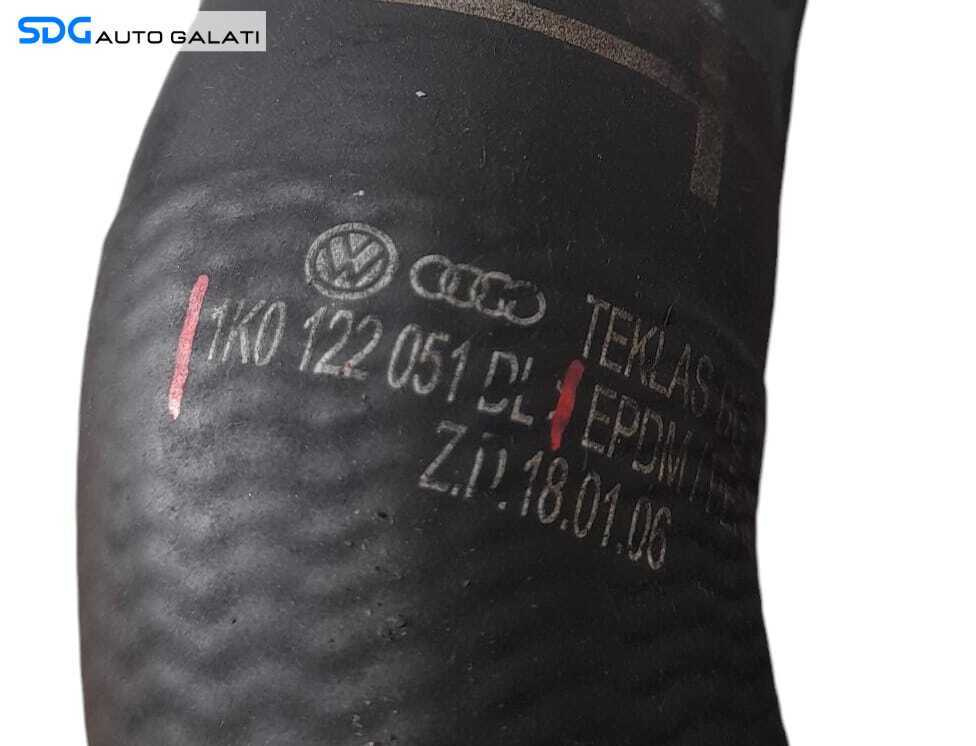 SDG AUTO GALATI
1K0 122 051 DL
TEKLAS
EPDM
Z.P.18.01.06